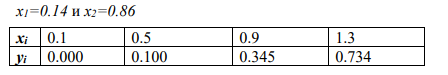 x1=0.14 и x2=0.86
xi 0.1 0.5 0.9 1.3
yi 0.000 0.100 0.345 0.734